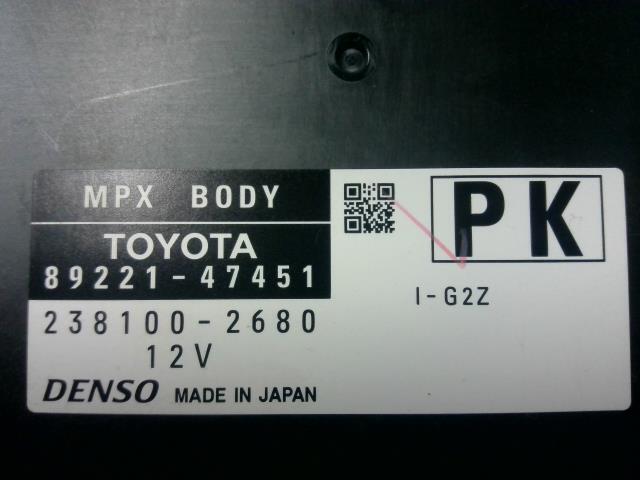 MPX BODY
TOYOTA
89221-47451
238100-2680
12V
DENSO MADE IN JAPAN
PK
I-G2Z